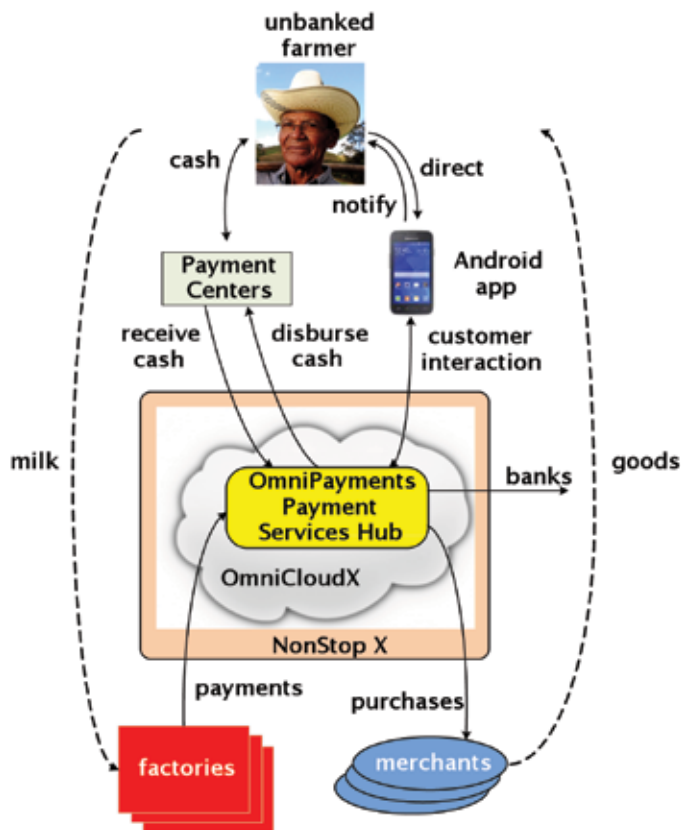 unbanked
farmer
cash
direct
notify
Payment
Centers
Android
app
receive
cash
disburse
cash
customer
interaction
milk
goods
OmniPayments
Payment
Services Hub
banks
OmniCloudX
NonStop X
payments
purchases
factories
merchants